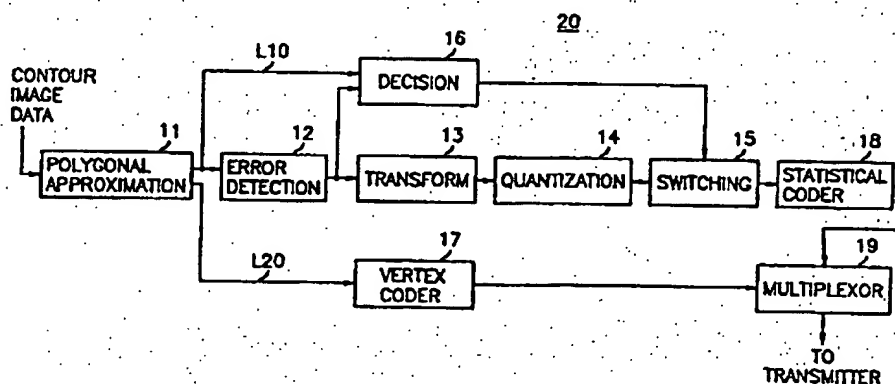 20
16
L10
DECISION
CONTOUR
IMAGE
DATA
11
12
13
14
15
18
POLYGONAL
APPROXIMATION
ERROR
DETECTION
TRANSFORM
QUANTIZATION
SWITCHING
STATISTICAL
CODER
17
19
L20
VERTEX
CODER
MULTIPLEXOR
TO
TRANSMITTER